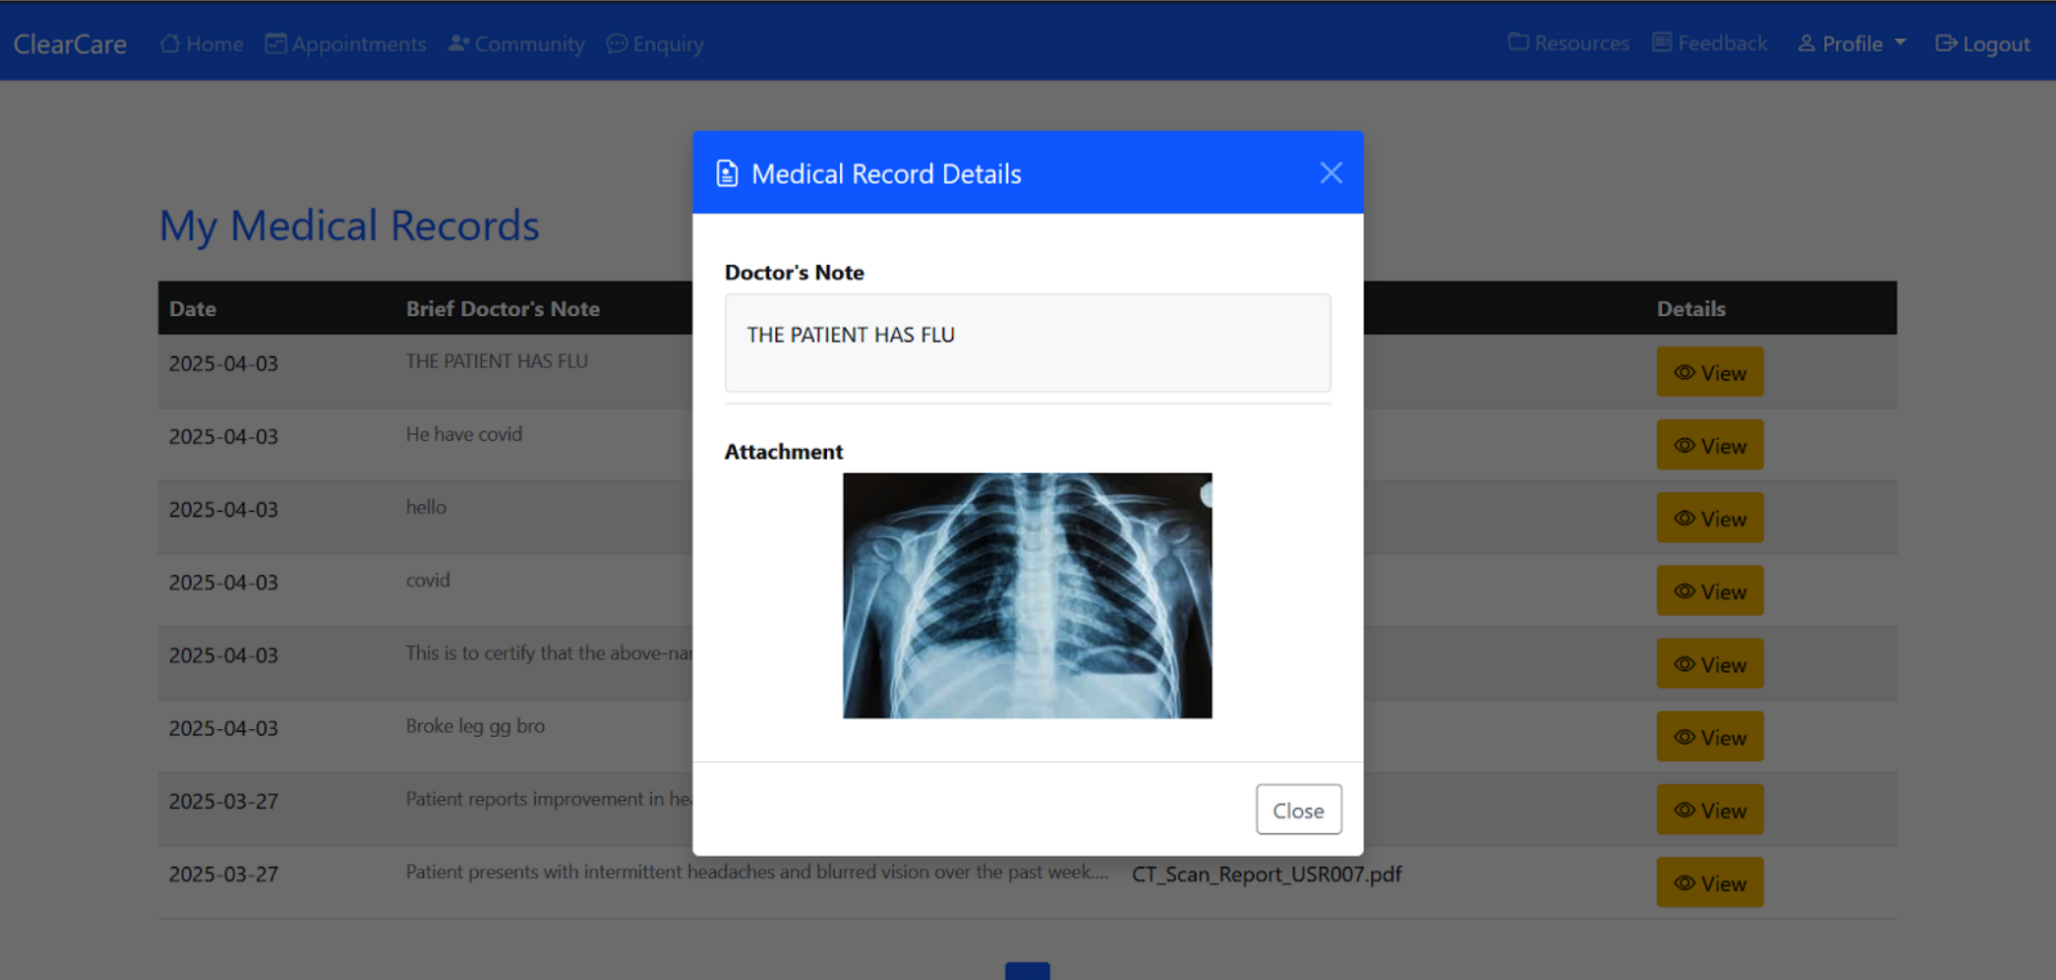 ClearCare Home Appointments Community Enquiry Resources Feedback Profile Logout
Medical Record Details
My Medical Records
Doctor's Note
THE PATIENT HAS FLU
Attachment
Close
Date Brief Doctor's Note Details
2025-04-03 THE PATIENT HAS FLU View
2025-04-03 He have covid View
2025-04-03 hello View
2025-04-03 covid View
2025-04-03 This is to certify that the above- View
2025-04-03 Broke leg gg bro View
2025-03-27 Patient reports improvement in View
2025-03-27 Patient presents with intermittent headaches and blurred vision over the past week.... CT_Scan_Report_USR007.pdf View